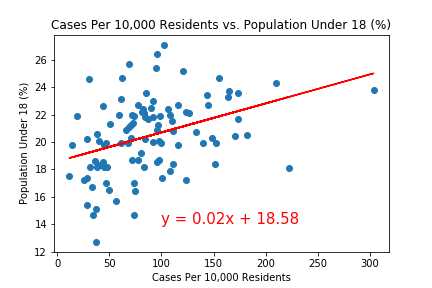 Cases Per 10,000 Residents vs. Population Under 18 (%)
Population Under 18 (%)
26
24
22
20
18
16
14
12
y = 0.02x + 18.58
0 50 100 150 200 250 300
Cases Per 10,000 Residents